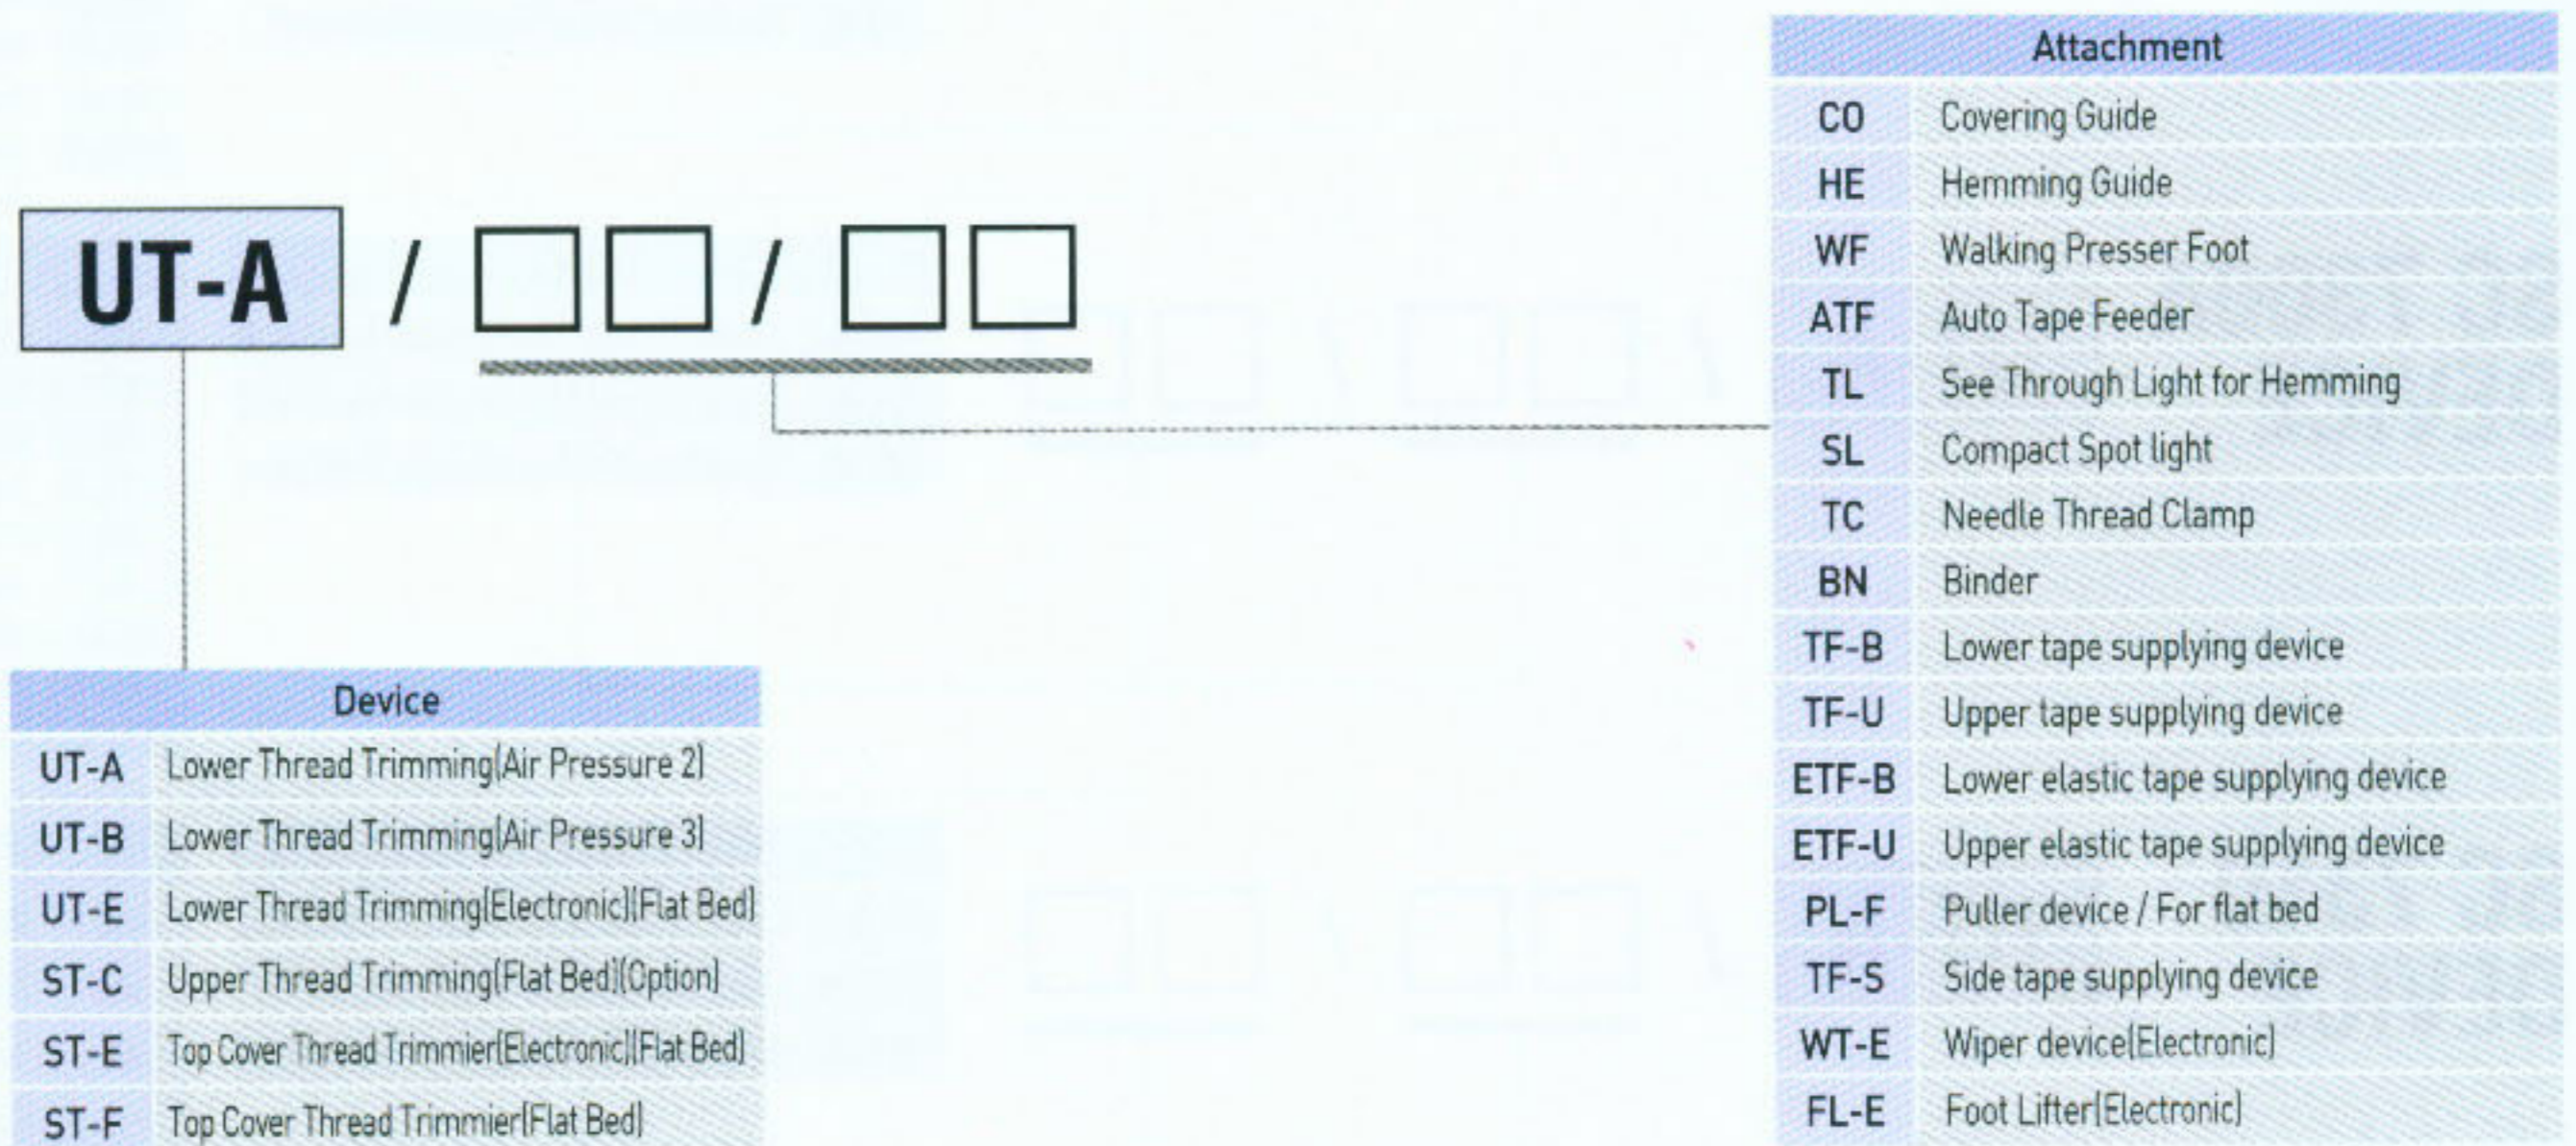 UT-A / □□ / □□
Device
UT-A Lower Thread Trimming(Air Pressure 2)
UT-B Lower Thread Trimming(Air Pressure 3)
UT-E Lower Thread Trimming(Electronic)(Flat Bed)
ST-C Upper Thread Trimming(Flat Bed)(Option)
ST-E Top Cover Thread Trimmier(Electronic)(Flat Bed)
ST-F Top Cover Thread Trimmier(Flat Bed)
Attachment
CO Covering Guide
HE Hemming Guide
WF Walking Presser Foot
ATF Auto Tape Feeder
TL See Through Light for Hemming
SL Compact Spot light
TC Needle Thread Clamp
BN Binder
TF-B Lower tape supplying device
TF-U Upper tape supplying device
ETF-B Lower elastic tape supplying device
ETF-U Upper elastic tape supplying device
PL-F Puller device / For flat bed
TF-S Side tape supplying device
WT-E Wiper device(Electronic)
FL-E Foot Lifter(Electronic)